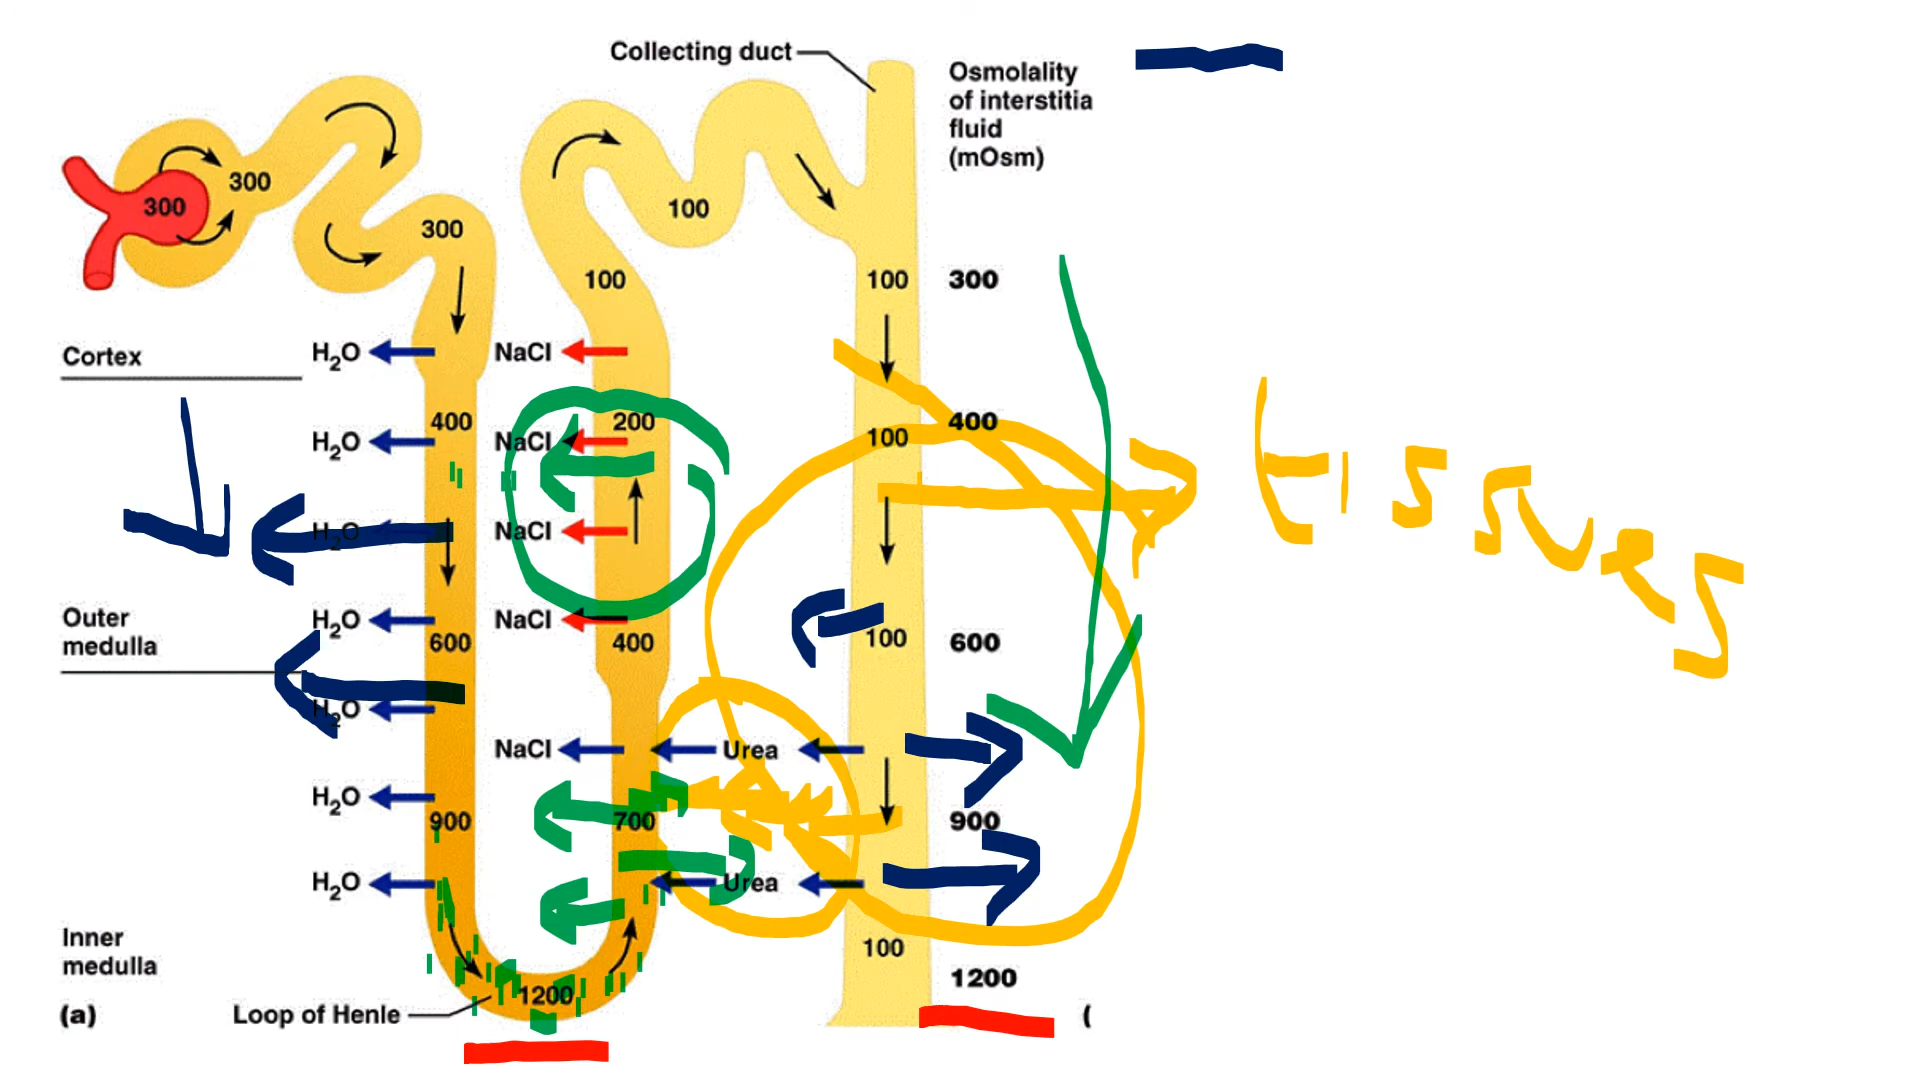 Collecting duct
Osmolality
of interstitia
fluid
(mOsm)
300
300
300
100
100
100
300
Cortex
H2O
NaCl
400
200
H2O
NaCl
100
400
H2O
NaCl
tissues
Outer
medulla
H2O
NaCl
600
400
100
600
H2O
NaCl
Urea
H2O
900
700
900
H2O
Urea
Inner
medulla
100
1200
1200
(a)
Loop of Henle
(